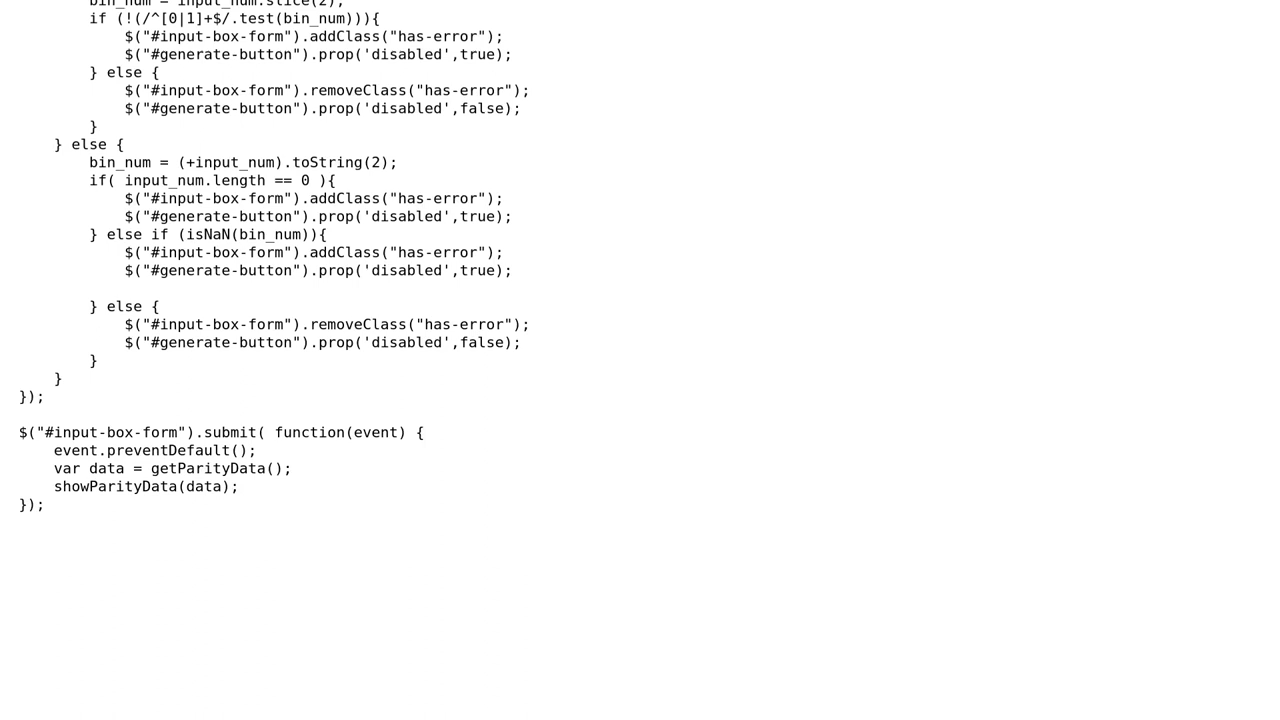 bin_num = input_num.slice(2);
if (!(/^[0|1]+$/.test(bin_num))){
$("#input-box-form").addClass("has-error");
$("#generate-button").prop('disabled',true);
} else {
$("#input-box-form").removeClass("has-error");
$("#generate-button").prop('disabled',false);
}
} else {
bin_num = (+input_num).toString(2);
if( input_num.length == 0 ){
$("#input-box-form").addClass("has-error");
$("#generate-button").prop('disabled',true);
} else if (isNaN(bin_num)){
$("#input-box-form").addClass("has-error");
$("#generate-button").prop('disabled',true);
} else {
$("#input-box-form").removeClass("has-error");
$("#generate-button").prop('disabled',false);
}
}
});
$("#input-box-form").submit( function(event) {
event.preventDefault();
var data = getParityData();
showParityData(data);
});